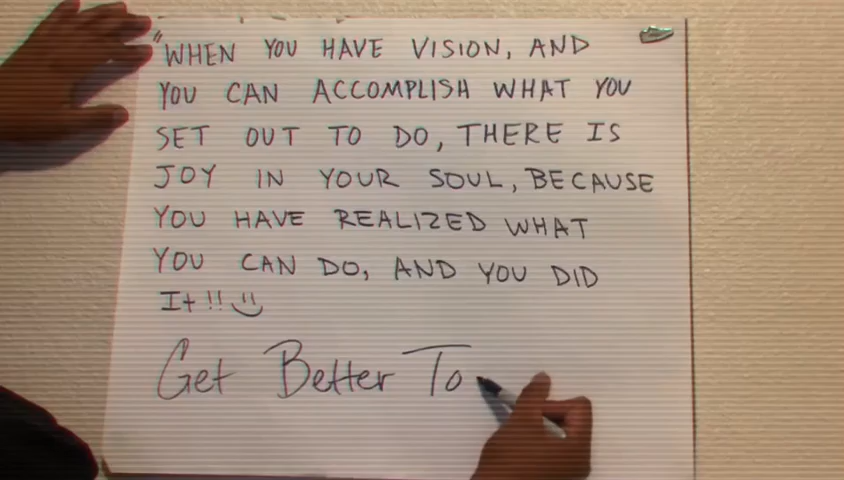 "WHEN YOU HAVE VISION, AND
YOU CAN ACCOMPLISH WHAT YOU
SET OUT TO DO, THERE IS
JOY IN YOUR SOUL, BECAUSE
YOU HAVE REALIZED WHAT
YOU CAN DO, AND YOU DID
It!! :)
Get Better To